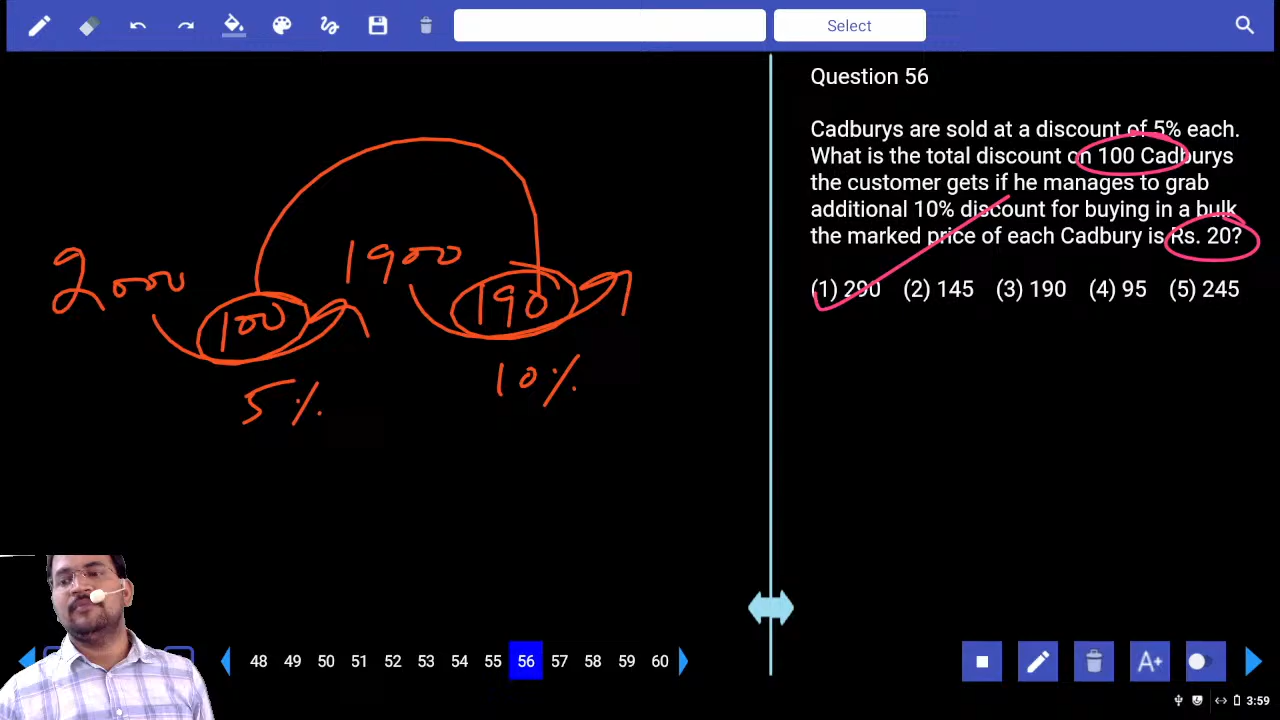 Select
Question 56
Cadburys are sold at a discount of 5% each.
What is the total discount on 100 Cadburys
the customer gets if he manages to grab
additional 10% discount for buying in a bulk
the marked price of each Cadbury is Rs. 20?
(1) 290 (2) 145 (3) 190 (4) 95 (5) 245
2000 100 1900 190
5% 10%
48 49 50 51 52 53 54 55 56 57 58 59 60
A+
3:59